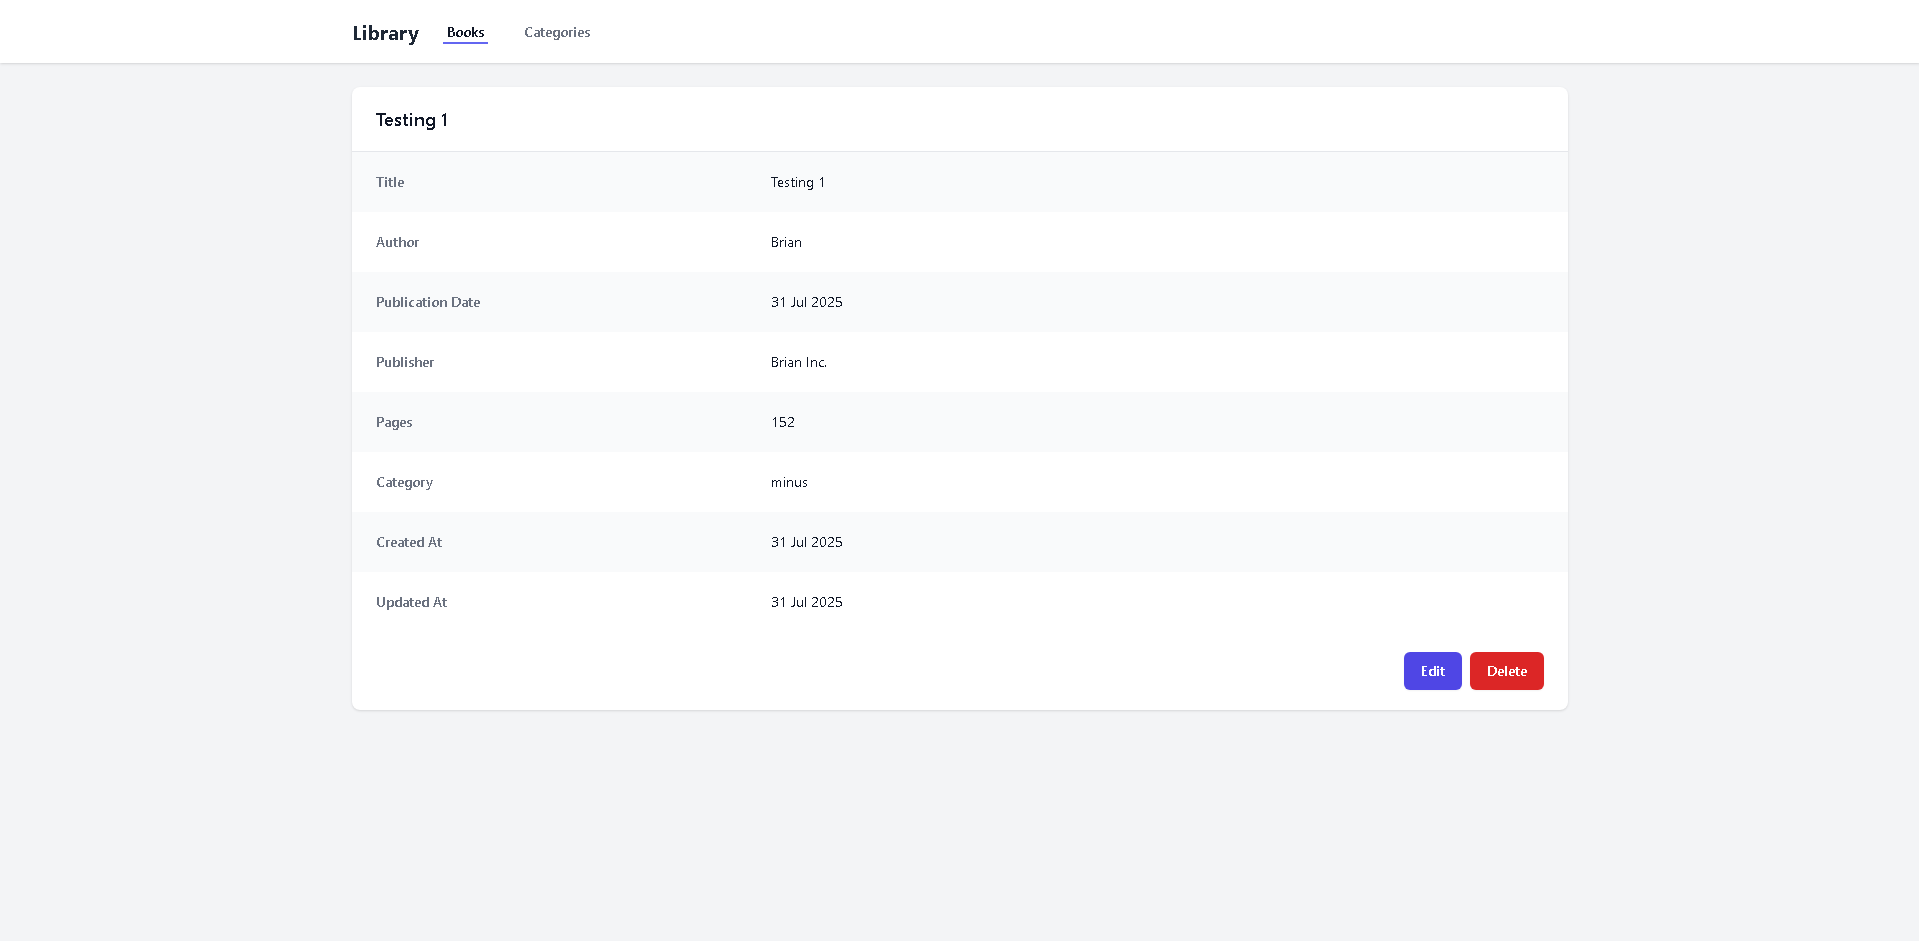 Library Books Categories
Testing 1
Title Testing 1
Author Brian
Publication Date 31 Jul 2025
Publisher Brian Inc.
Pages 152
Category minus
Created At 31 Jul 2025
Updated At 31 Jul 2025
Edit Delete